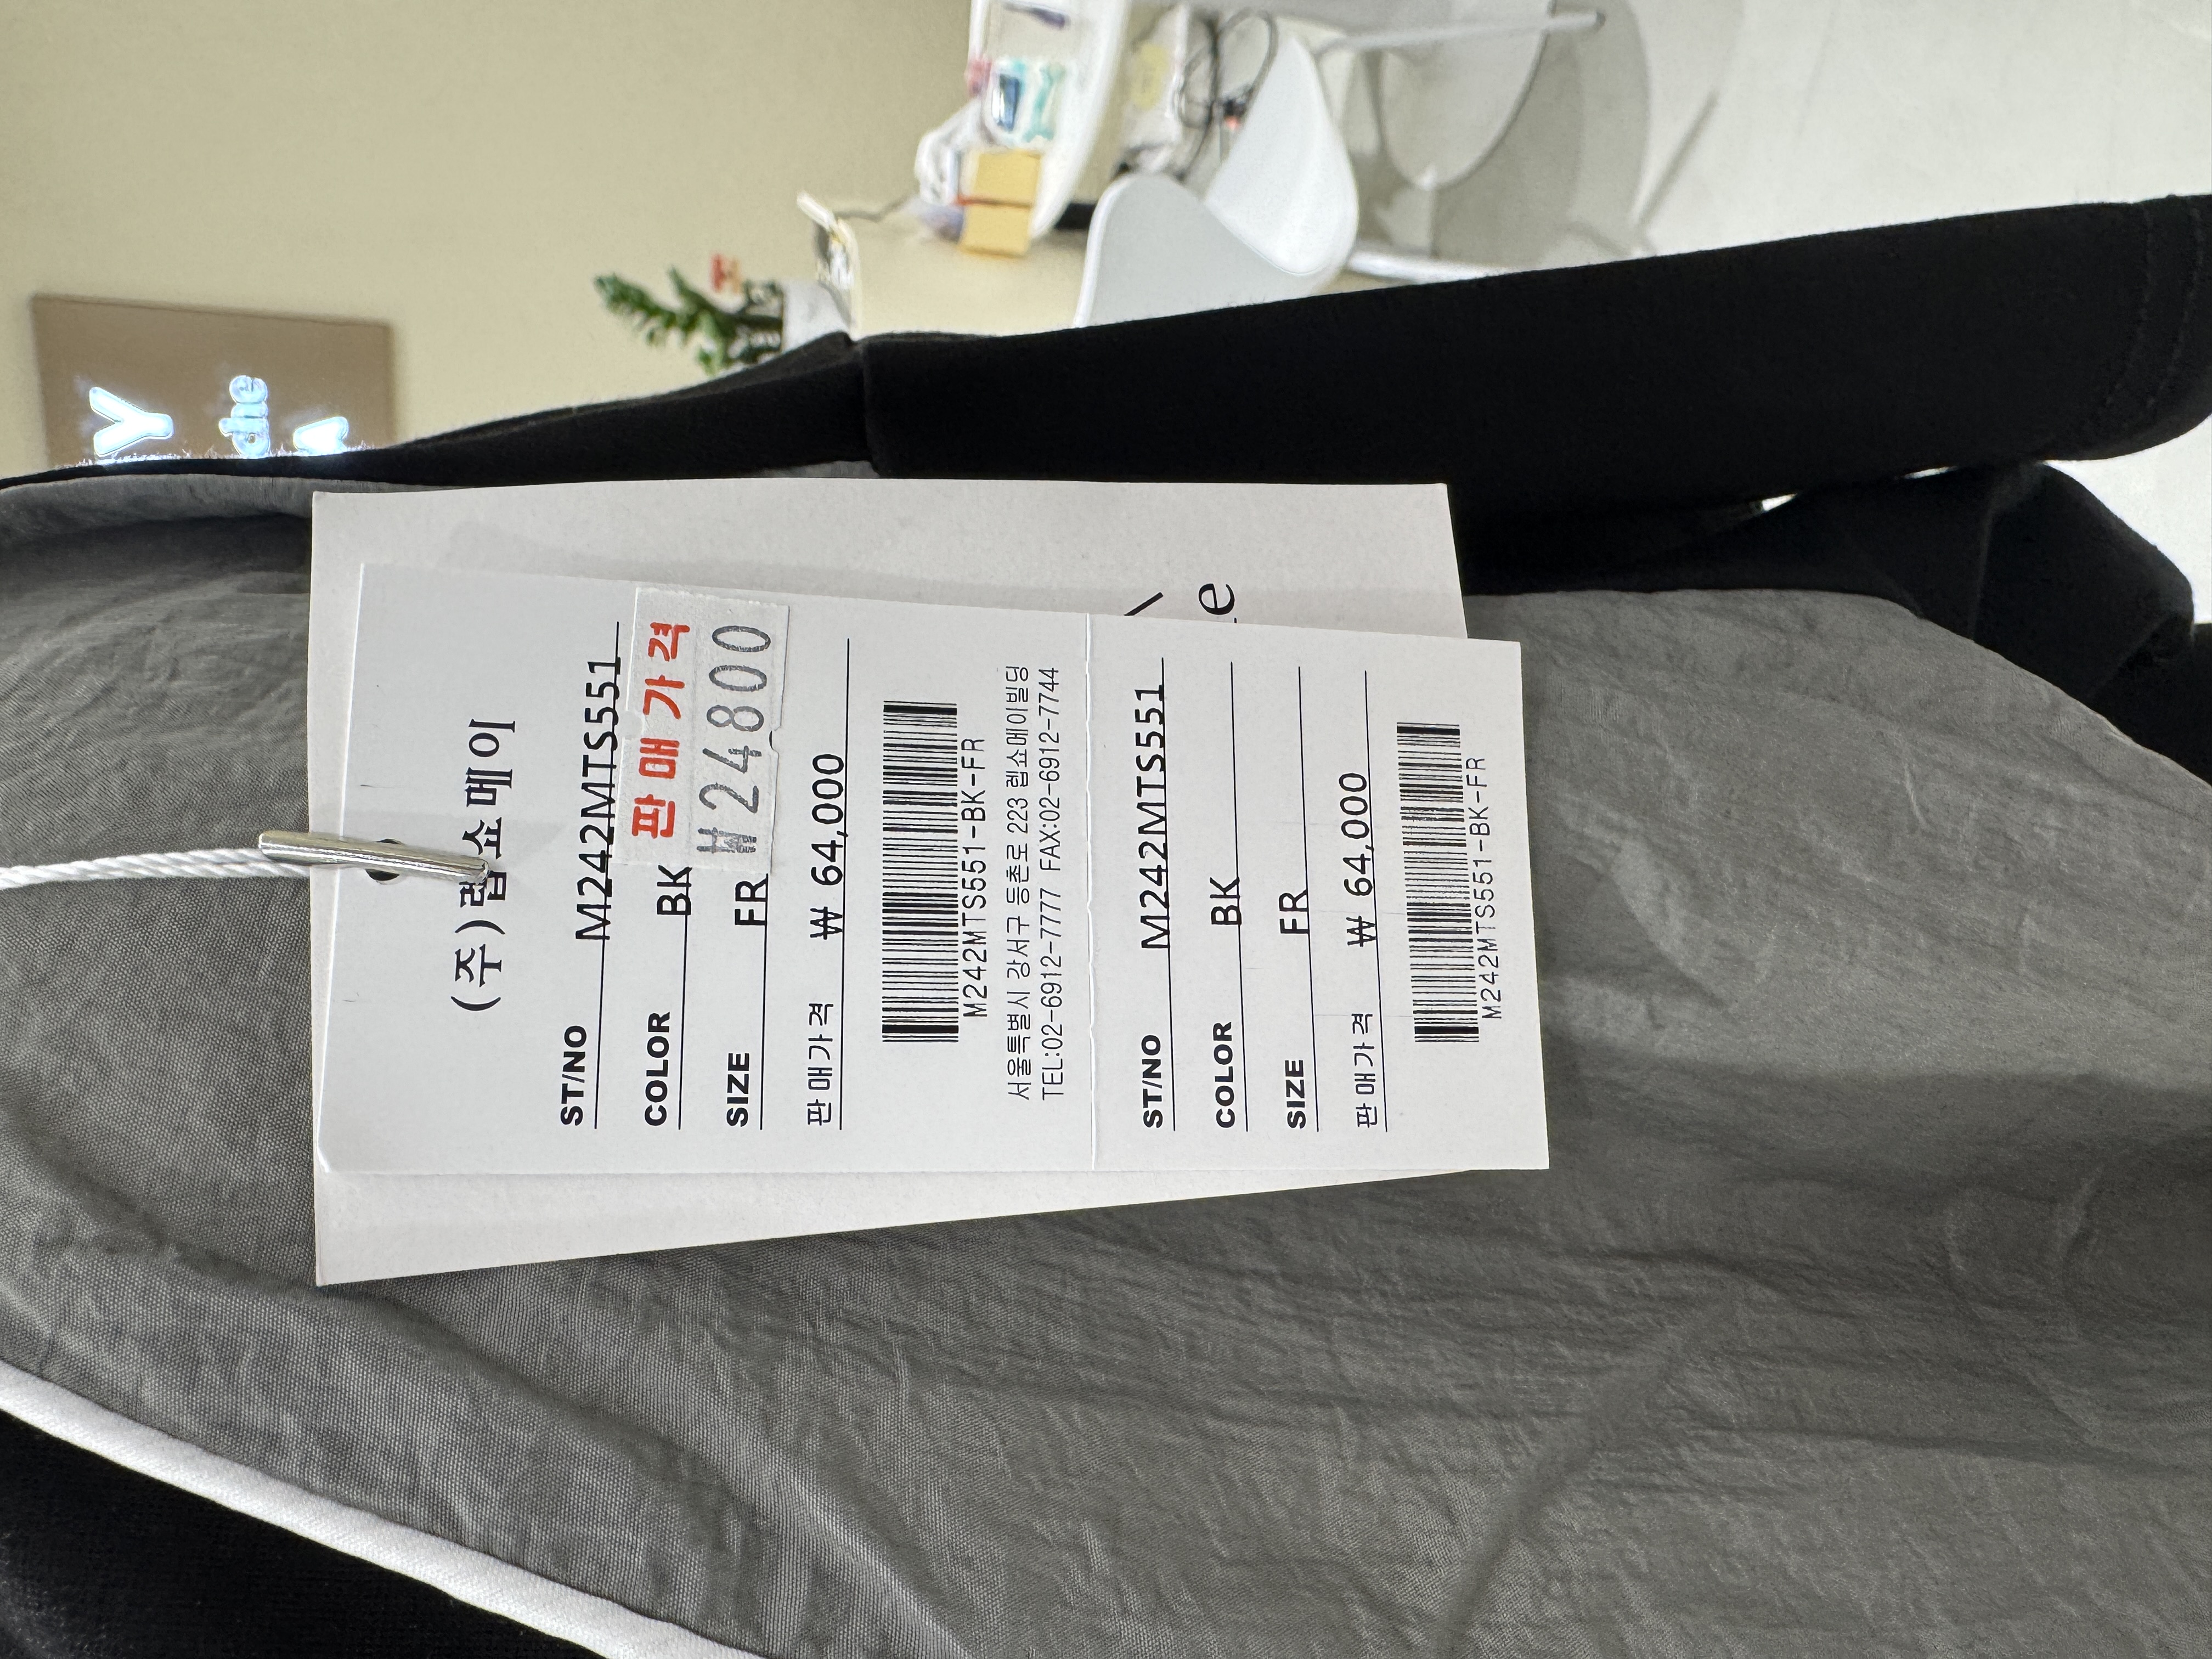 (주)렙쇼메이
ST/NO M242MTS551
COLOR BK
SIZE FR
판매가격
₩24800
판매가격 ₩ 64,000
M242MTS551-BK-FR
서울특별시 강서구 등촌로 223 렙쇼메이빌딩
TEL:02-6912-7777 FAX:02-6912-7744
ST/NO M242MTS551
COLOR BK
SIZE FR
판매가격 ₩ 64,000
M242MTS551-BK-FR
e
Y
die